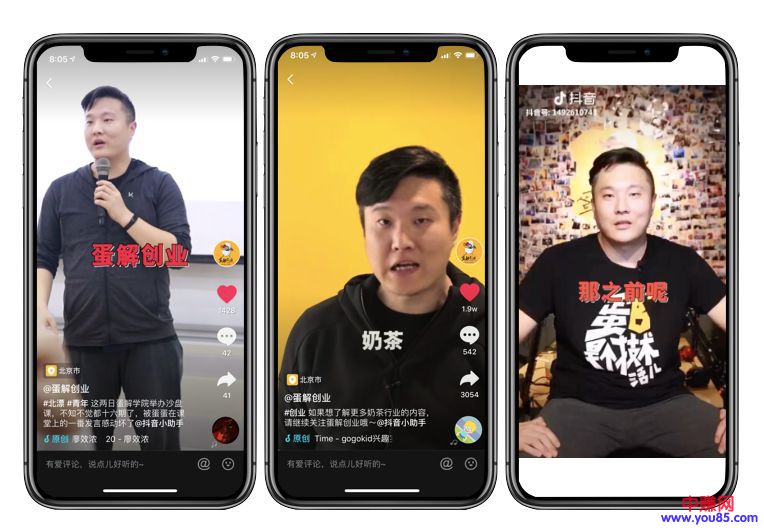 8:05
蛋解创业
1428
42
41
北京市
@蛋解创业
#北漂 #青年 这两日蛋解学院举办沙盘
课，不知不觉都十六期了，被蛋蛋在课
堂上的一番发言感动坏了@抖音小助手
原创 廖效浓 20 - 廖效浓
有爱评论，说点儿好听的~
8:05
奶茶
1.9w
542
3054
北京市
@蛋解创业
#创业 如果想了解更多奶茶行业的内容，
请继续关注蛋解创业哦～@抖音小助手
原创 Time - gogokid兴趣
有爱评论，说点儿好听的~
抖音
抖音号: 1492610741
那之前呢
蛋B
是个技术
活儿
中赚网
www.you85.com